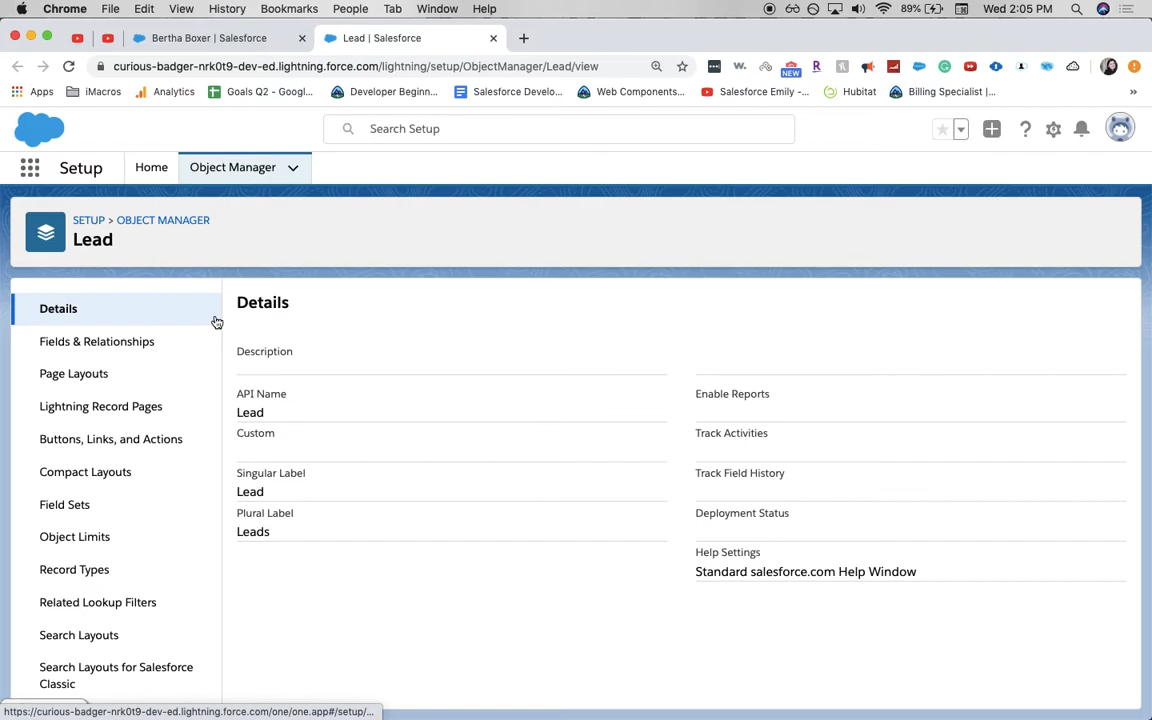 Chrome File Edit View History Bookmarks People Tab Window Help 89% Wed 2:05 PM
Bertha Boxer | Salesforce Lead | Salesforce
curious-badger-nrk0t9-dev-ed.lightning.force.com/lightning/setup/ObjectManager/Lead/view
Apps iMacros Analytics Goals Q2 - Googl... Developer Beginn... Salesforce Develo... Web Components... Salesforce Emily -... Hubitat Billing Specialist |... »
NEW
Search Setup
Setup Home Object Manager
SETUP > OBJECT MANAGER
Lead
Details
Fields & Relationships
Page Layouts
Lightning Record Pages
Buttons, Links, and Actions
Compact Layouts
Field Sets
Object Limits
Record Types
Related Lookup Filters
Search Layouts
Search Layouts for Salesforce
Classic
Details
Description
API Name
Lead
Custom
Singular Label
Lead
Plural Label
Leads
Enable Reports
Track Activities
Track Field History
Deployment Status
Help Settings
Standard salesforce.com Help Window
https://curious-badger-nrk0t9-dev-ed.lightning.force.com/one/one.app#/setup/...